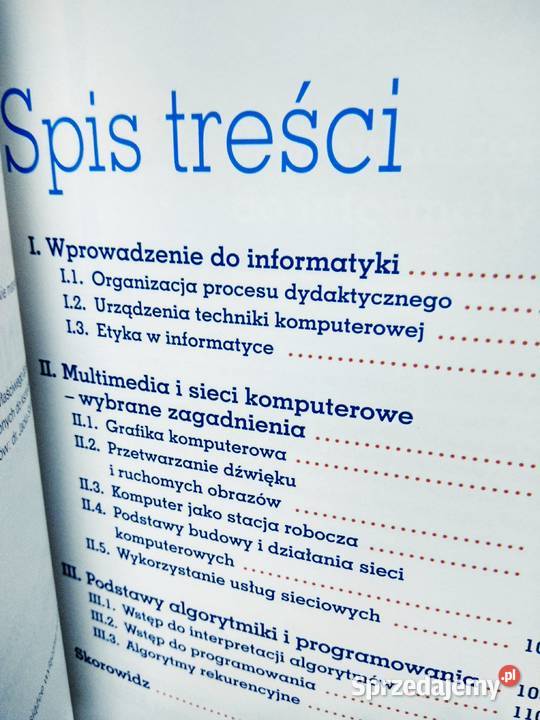 Spis treści
I. Wprowadzenie do informatyki
I.1. Organizacja procesu dydaktycznego
I.2. Urządzenia techniki komputerowej
I.3. Etyka w informatyce
II. Multimedia i sieci komputerowe
– wybrane zagadnienia
II.1. Grafika komputerowa
II.2. Przetwarzanie dźwięku
i ruchomych obrazów
II.3. Komputer jako stacja robocza
II.4. Podstawy budowy i działania sieci
komputerowych
II.5. Wykorzystanie usług sieciowych
III. Podstawy algorytmiki i programowania
III.1. Wstęp do interpretacji algorytmów
III.2. Wstęp do programowania
III.3. Algorytmy rekurencyjne
Skorowidz
Sprzedajemy.pl